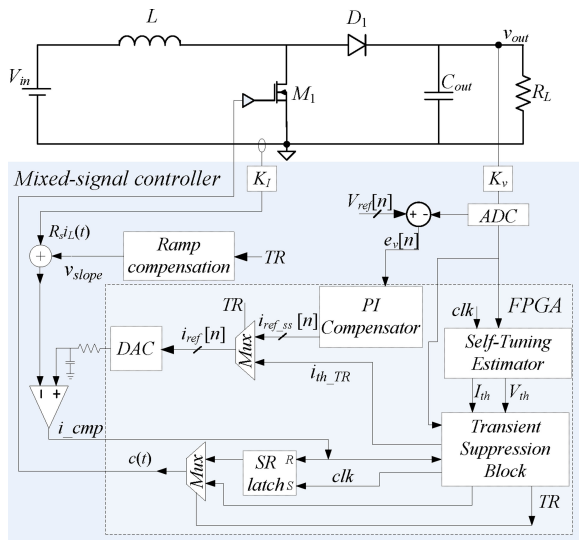 L
D1
vout
Vin
M1
Cout
RL
Mixed-signal controller
KI
Kv
Vref[n]
+ -
ADC
RsiL(t)
ev[n]
+
vslope
Ramp
compensation
TR
FPGA
TR
PI
Compensator
clk
iref_ss[n]
iref[n]
DAC
Mux
Self-Tuning
Estimator
ith_TR
Ith
Vth
- +
i_cmp
Transient
Suppression
Block
c(t)
Mux
SR
latch
R
S
clk
TR